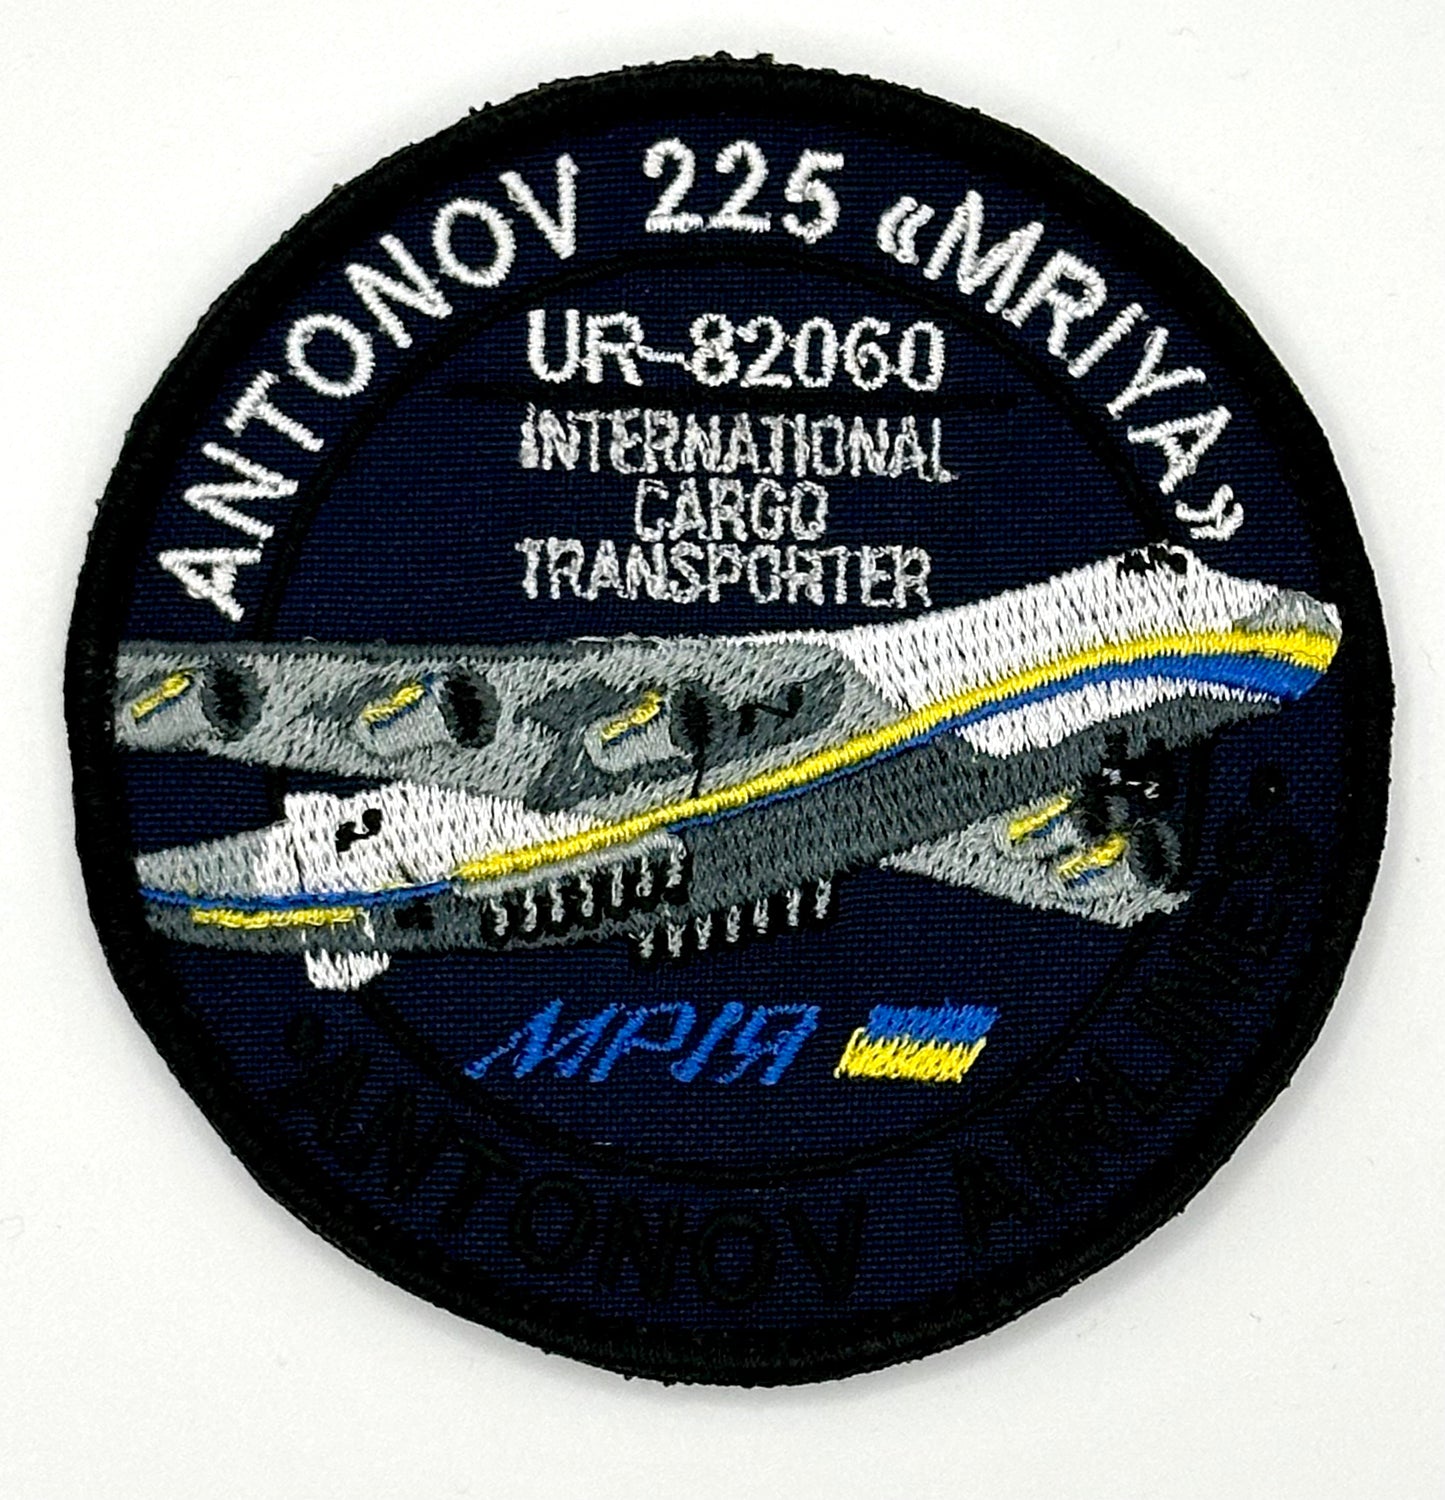 ANTONOV 225 «MRIYA»
UR-82060
INTERNATIONAL
CARGO
TRANSPORTER
МРІЯ
•ANTONOV AIRLINES•